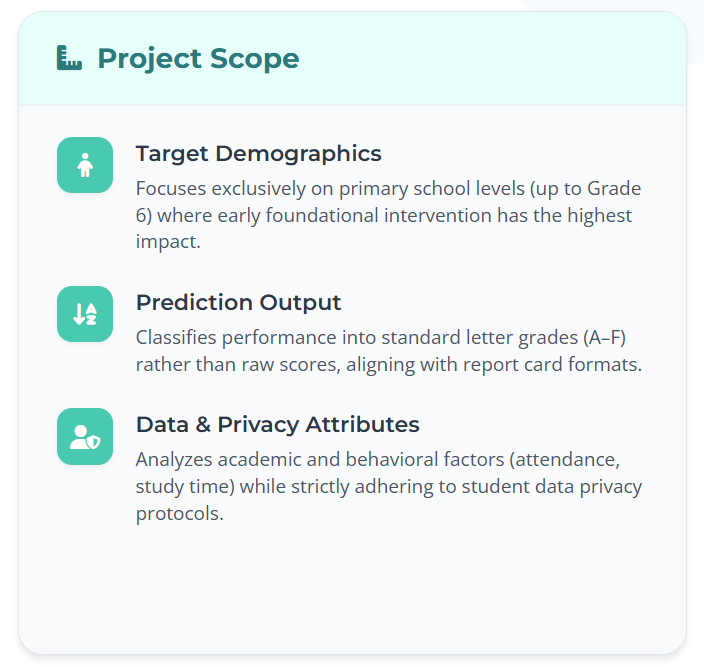 Project Scope
Target Demographics
Focuses exclusively on primary school levels (up to Grade
6) where early foundational intervention has the highest
impact.
Prediction Output
Classifies performance into standard letter grades (A–F)
rather than raw scores, aligning with report card formats.
Data & Privacy Attributes
Analyzes academic and behavioral factors (attendance,
study time) while strictly adhering to student data privacy
protocols.